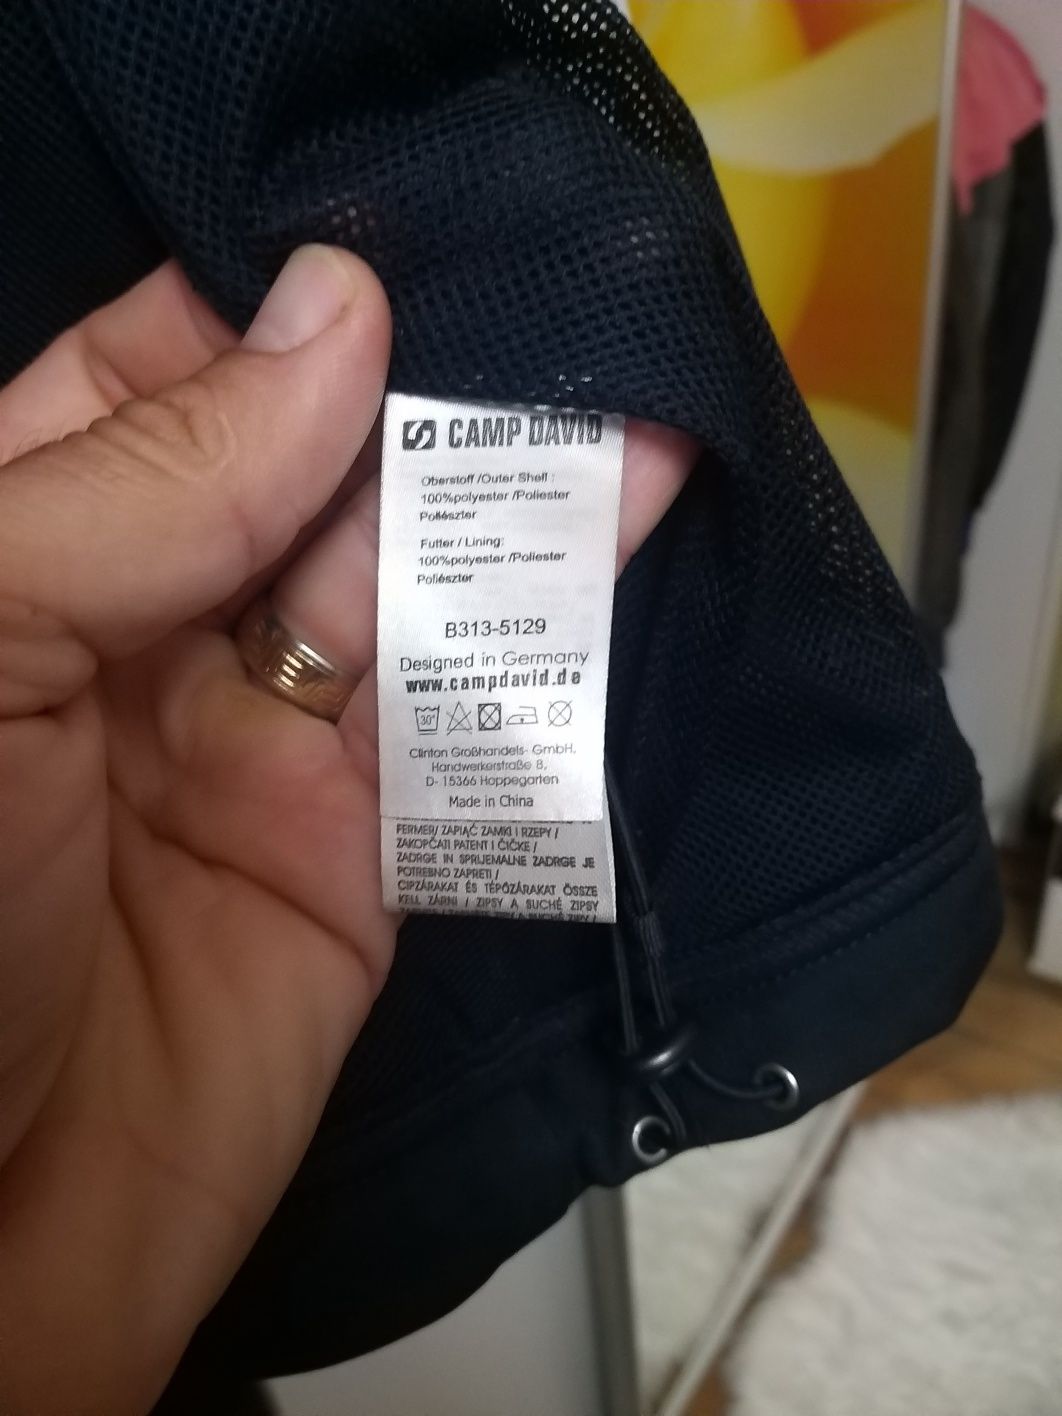 CAMP DAVID
Oberstoff /Outer Shell :
100%polyester /Poliester
Poliészter
Futter / Lining:
100%polyester /Poliester
Poliészter
B313-5129
Designed in Germany
www.campdavid.de
30°
Clinton Großhandels- GmbH.
Handwerkerstraße 8,
D- 15366 Hoppegarten
Made in China
FERMER/ ZAPIĄĆ ZAMKI I RZEPY /
ZAKOPČATI PATENT I ČIČKE /
ZADRGE IN SPRIJEMALNE ZADRGE JE
POTREBNO ZAPRETI /
CIPZÁRAKAT ÉS TÉPŐZÁRAKAT ÖSSZE
KELL ZÁRNI / ZIPSY A SUCHÉ ZIPSY